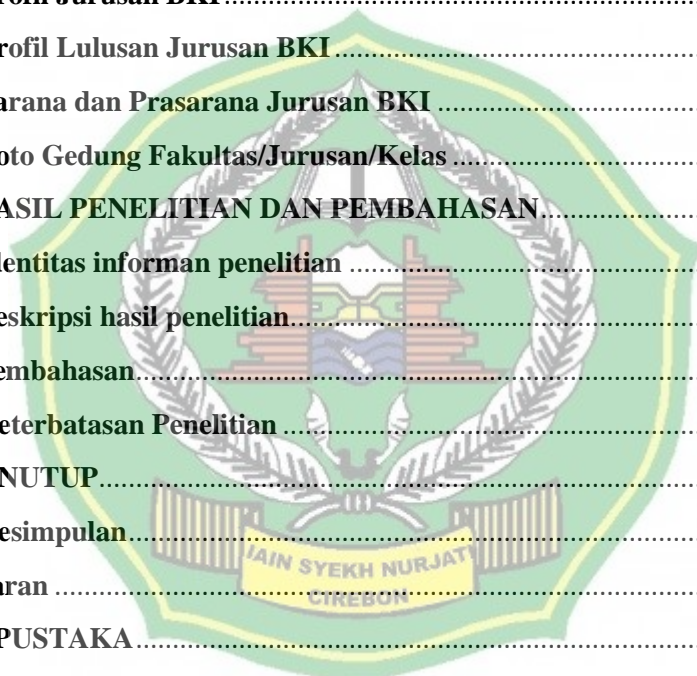 rofil Jurusan BKI
rofil Lulusan Jurusan BKI
arana dan Prasarana Jurusan BKI
oto Gedung Fakultas/Jurusan/Kelas
ASIL PENELITIAN DAN PEMBAHASAN
dentitas informan penelitian
eskripsi hasil penelitian
embahasan
eterbatasan Penelitian
NUTUP
esimpulan
IAIN SYEKH NURJATI
aran
CIREBON
PUSTAKA